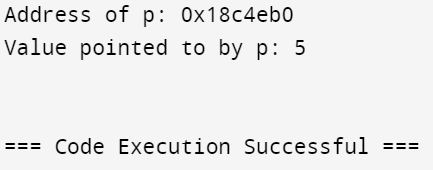 Address of p: 0x18c4eb0
Value pointed to by p: 5
=== Code Execution Successful ===